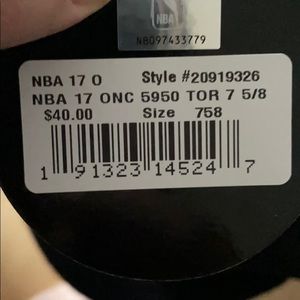 NBA
NB097433779
NBA 17 O Style #20919326
NBA 17 ONC 5950 TOR 7 5/8
$40.00 Size 758
1 91323 14524 7